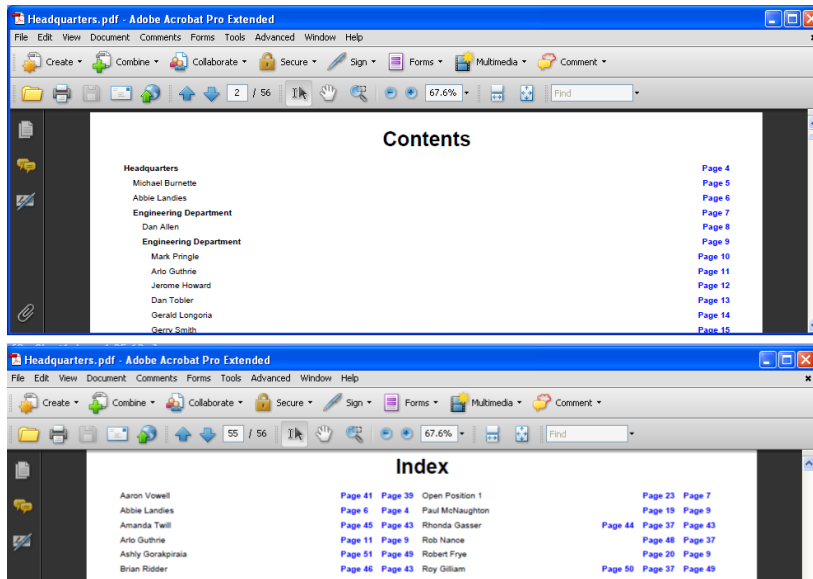 Headquarters.pdf - Adobe Acrobat Pro Extended
File Edit View Document Comments Forms Tools Advanced Window Help
Create Combine Collaborate Secure Sign Forms Multimedia Comment
2 / 56 67.6% Find
Contents
Headquarters Page 4
Michael Burnette Page 5
Abbie Landies Page 6
Engineering Department Page 7
Dan Allen Page 8
Engineering Department Page 9
Mark Pringle Page 10
Arlo Guthrie Page 11
Jerome Howard Page 12
Dan Tobler Page 13
Gerald Longoria Page 14
Gerry Smith Page 15
Headquarters.pdf - Adobe Acrobat Pro Extended
File Edit View Document Comments Forms Tools Advanced Window Help
Create Combine Collaborate Secure Sign Forms Multimedia Comment
55 / 56 67.6% Find
Index
Aaron Vowell Page 41 Page 39 Open Position 1 Page 23 Page 7
Abbie Landies Page 6 Page 4 Paul McNaughton Page 19 Page 9
Amanda Twill Page 45 Page 43 Rhonda Gasser Page 44 Page 37 Page 43
Arlo Guthrie Page 11 Page 9 Rob Nance Page 48 Page 37
Ashly Gorakpiraia Page 51 Page 49 Robert Frye Page 20 Page 9
Brian Ridder Page 46 Page 43 Roy Gilliam Page 50 Page 37 Page 49